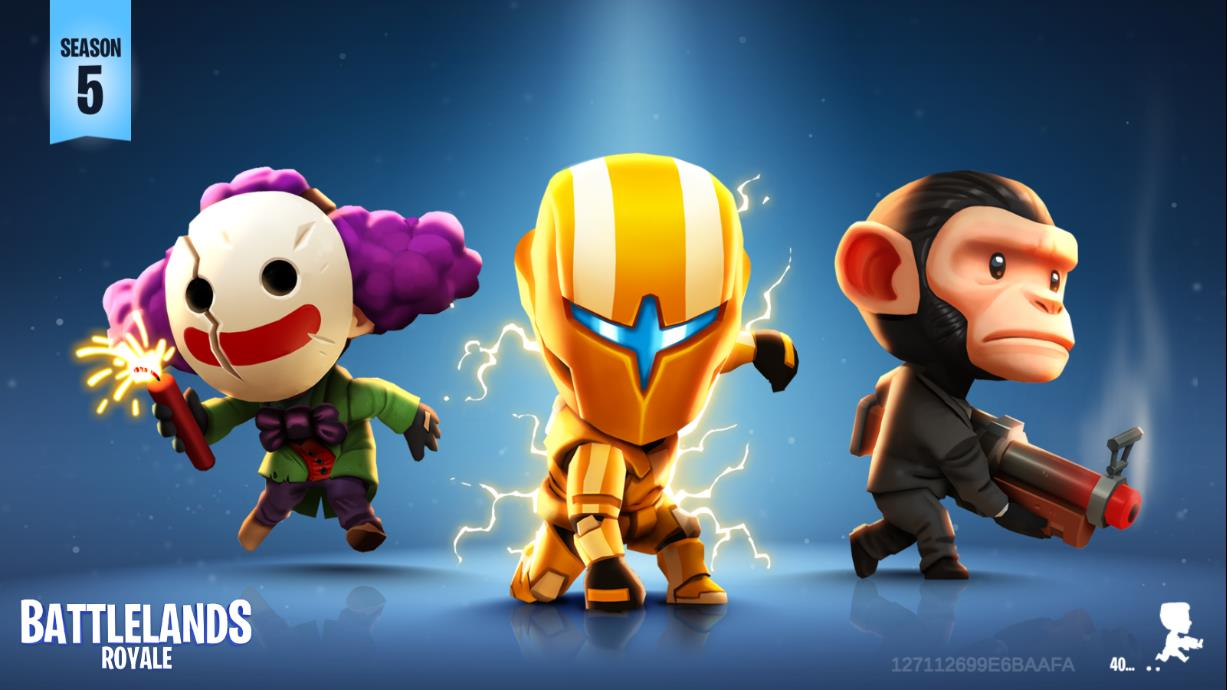 SEASON
5
BATTLELANDS
ROYALE
127112699E6BAAFA
40...